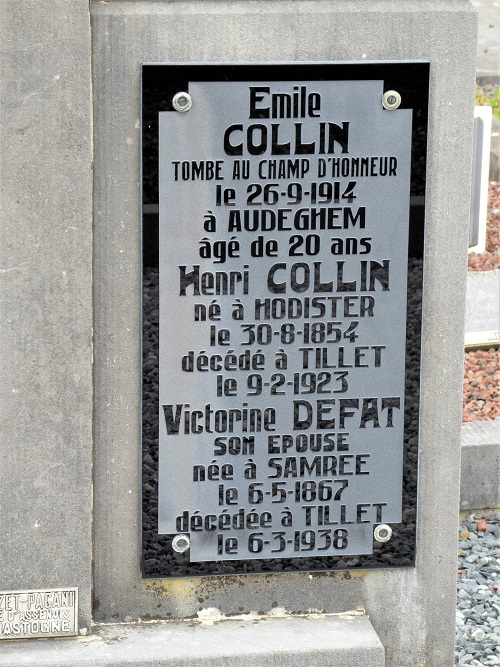 Emile
COLLIN
TOMBE AU CHAMP D'HONNEUR
le 26-9-1914
à AUDEGHEM
âgé de 20 ans
Henri COLLIN
né à HODISTER
le 30-8-1854
décédé à TILLET
le 9-2-1923
Victorine DEFAT
SON EPOUSE
née à SAMREE
le 6-5-1867
décédée à TILLET
le 6-3-1938
PAGANI
D'ASSENOIS